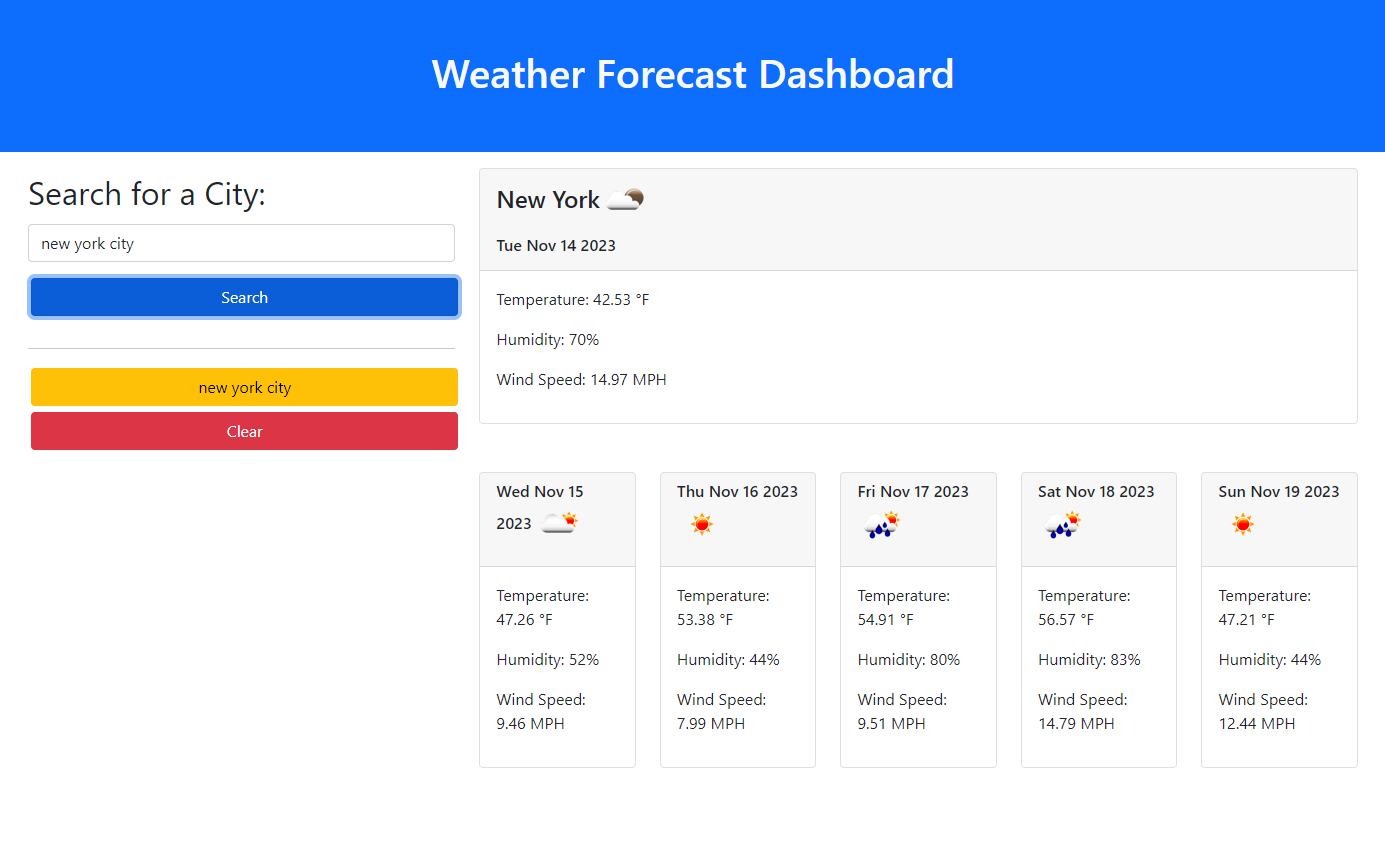 Weather Forecast Dashboard
Search for a City:
new york city
Search
new york city
Clear
New York
Tue Nov 14 2023
Temperature: 42.53 °F
Humidity: 70%
Wind Speed: 14.97 MPH
Wed Nov 15
2023
Temperature:
47.26 °F
Humidity: 52%
Wind Speed:
9.46 MPH
Thu Nov 16 2023
Temperature:
53.38 °F
Humidity: 44%
Wind Speed:
7.99 MPH
Fri Nov 17 2023
Temperature:
54.91 °F
Humidity: 80%
Wind Speed:
9.51 MPH
Sat Nov 18 2023
Temperature:
56.57 °F
Humidity: 83%
Wind Speed:
14.79 MPH
Sun Nov 19 2023
Temperature:
47.21 °F
Humidity: 44%
Wind Speed:
12.44 MPH